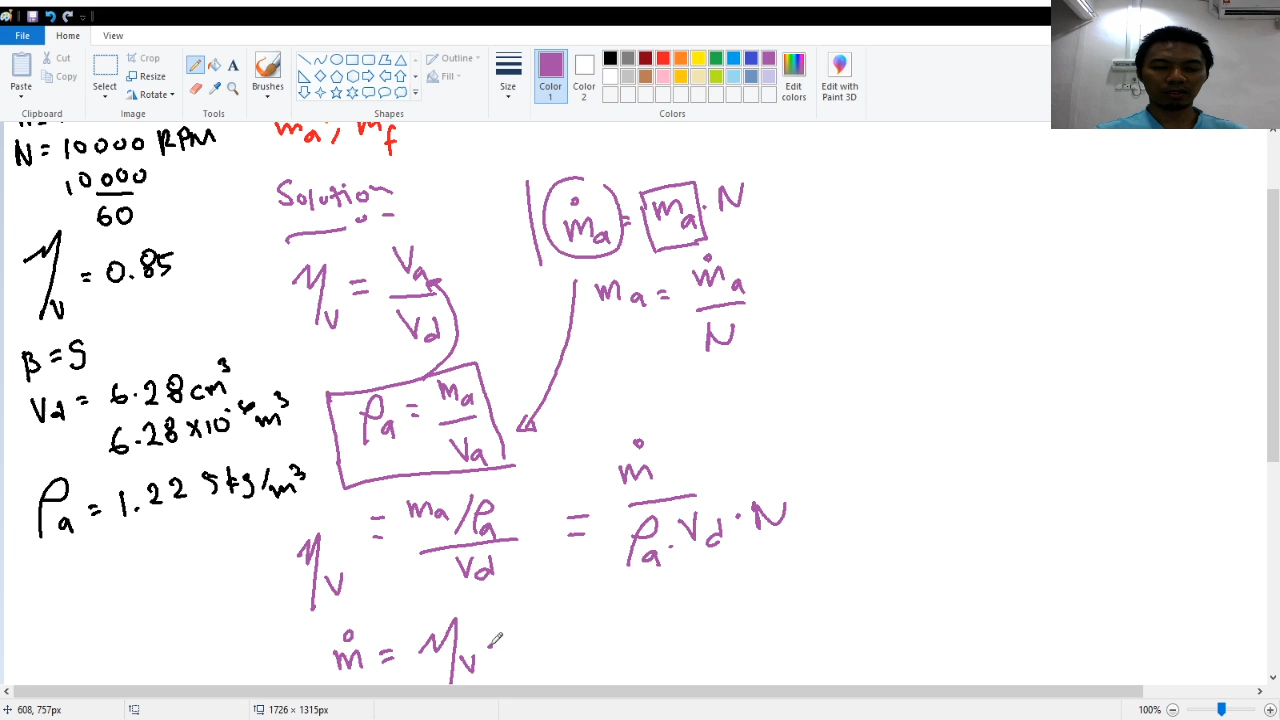 File Home View
Paste
Cut
Copy
Clipboard
Select
Crop
Resize
Rotate
Image
Tools
Brushes
Shapes
Outline
Fill
Size
Color 1
Color 2
Edit colors
Edit with Paint 3D
Colors
N = 10000 RPM
10000
60
ηv = 0.85
β = 5
Vd = 6.28 cm³
6.28 x 10⁻⁶ m³
ρa = 1.225 kg/m³
ṁa, ṁf
Solution
ηv = Va / Vd
ρa = ma / Va
ηv = (ma/ρa) / Vd = ṁ / (ρa · Vd · N)
ṁ = ηv
ṁa = ma · N
ma = ṁa / N
608, 757px
1726 × 1315px
100%